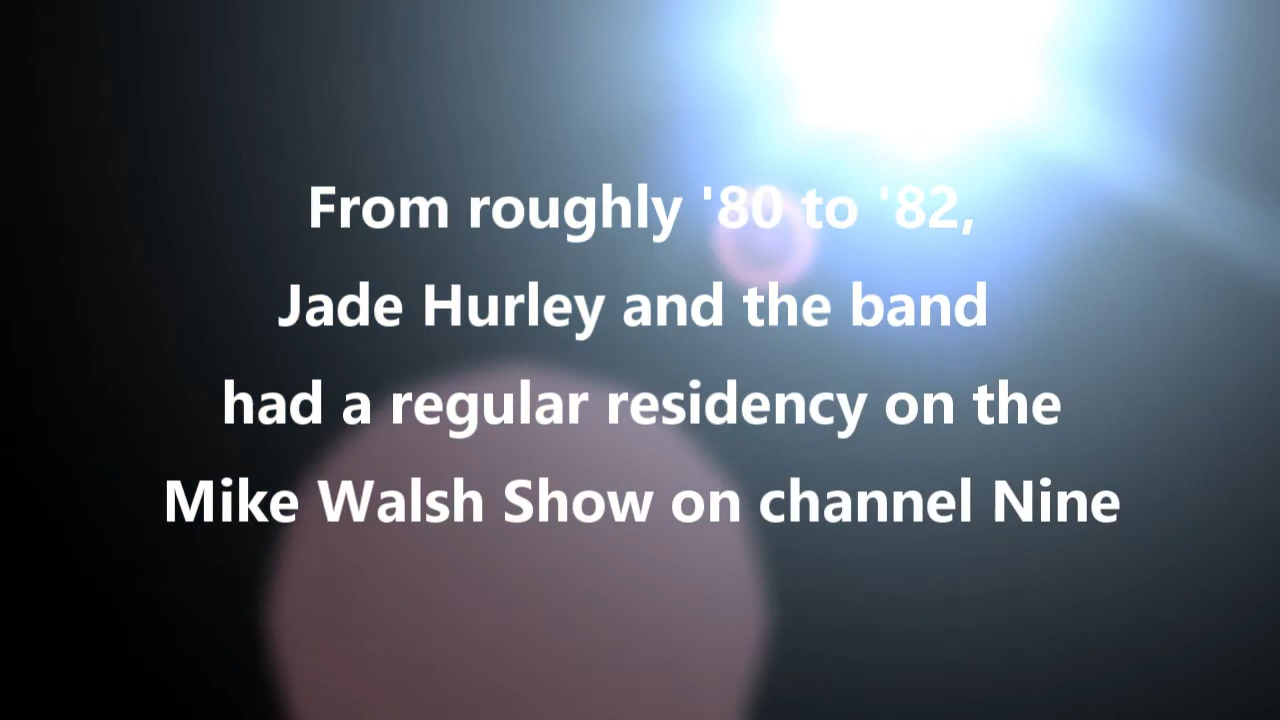 From roughly '80 to '82,
Jade Hurley and the band
had a regular residency on the
Mike Walsh Show on channel Nine